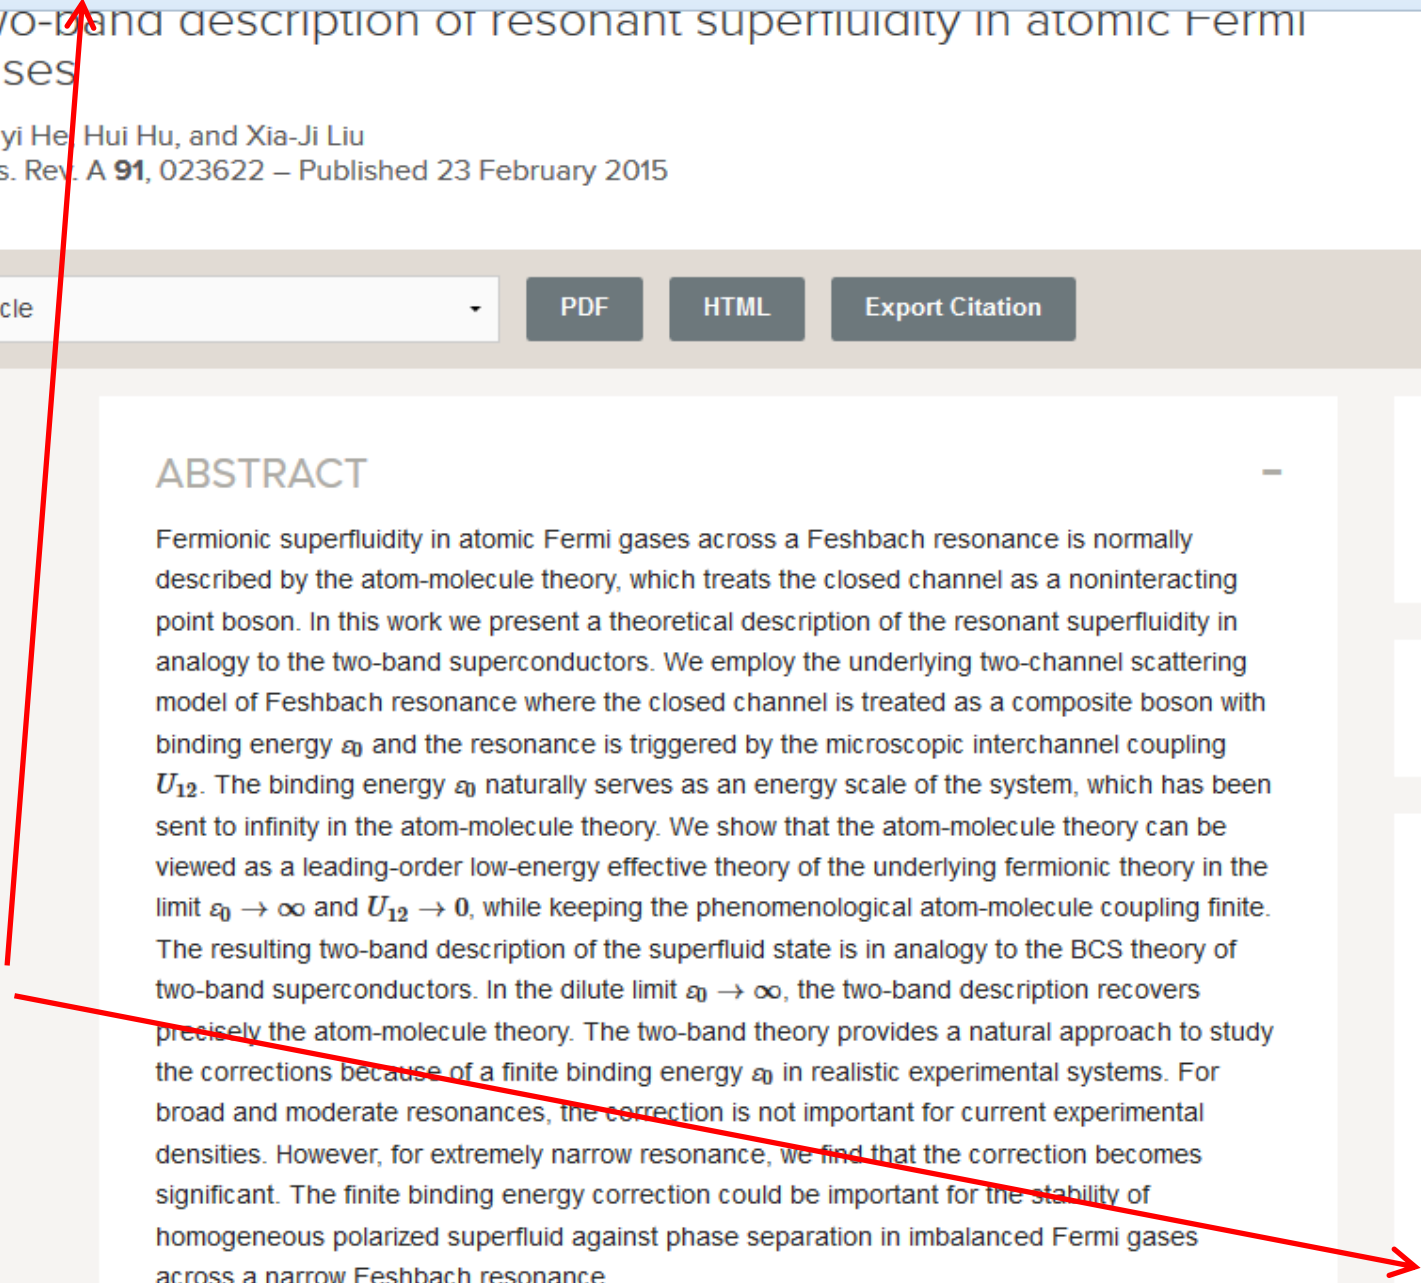 o-band description of resonant superfluidity in atomic Fermi
ses
yi He, Hui Hu, and Xia-Ji Liu
s. Rev. A 91, 023622 – Published 23 February 2015
cle
PDF HTML Export Citation
ABSTRACT
Fermionic superfluidity in atomic Fermi gases across a Feshbach resonance is normally
described by the atom-molecule theory, which treats the closed channel as a noninteracting
point boson. In this work we present a theoretical description of the resonant superfluidity in
analogy to the two-band superconductors. We employ the underlying two-channel scattering
model of Feshbach resonance where the closed channel is treated as a composite boson with
binding energy ε₀ and the resonance is triggered by the microscopic interchannel coupling
U₁₂. The binding energy ε₀ naturally serves as an energy scale of the system, which has been
sent to infinity in the atom-molecule theory. We show that the atom-molecule theory can be
viewed as a leading-order low-energy effective theory of the underlying fermionic theory in the
limit ε₀ → ∞ and U₁₂ → 0, while keeping the phenomenological atom-molecule coupling finite.
The resulting two-band description of the superfluid state is in analogy to the BCS theory of
two-band superconductors. In the dilute limit ε₀ → ∞, the two-band description recovers
precisely the atom-molecule theory. The two-band theory provides a natural approach to study
the corrections because of a finite binding energy ε₀ in realistic experimental systems. For
broad and moderate resonances, the correction is not important for current experimental
densities. However, for extremely narrow resonance, we find that the correction becomes
significant. The finite binding energy correction could be important for the stability of
homogeneous polarized superfluid against phase separation in imbalanced Fermi gases
across a narrow Feshbach resonance.